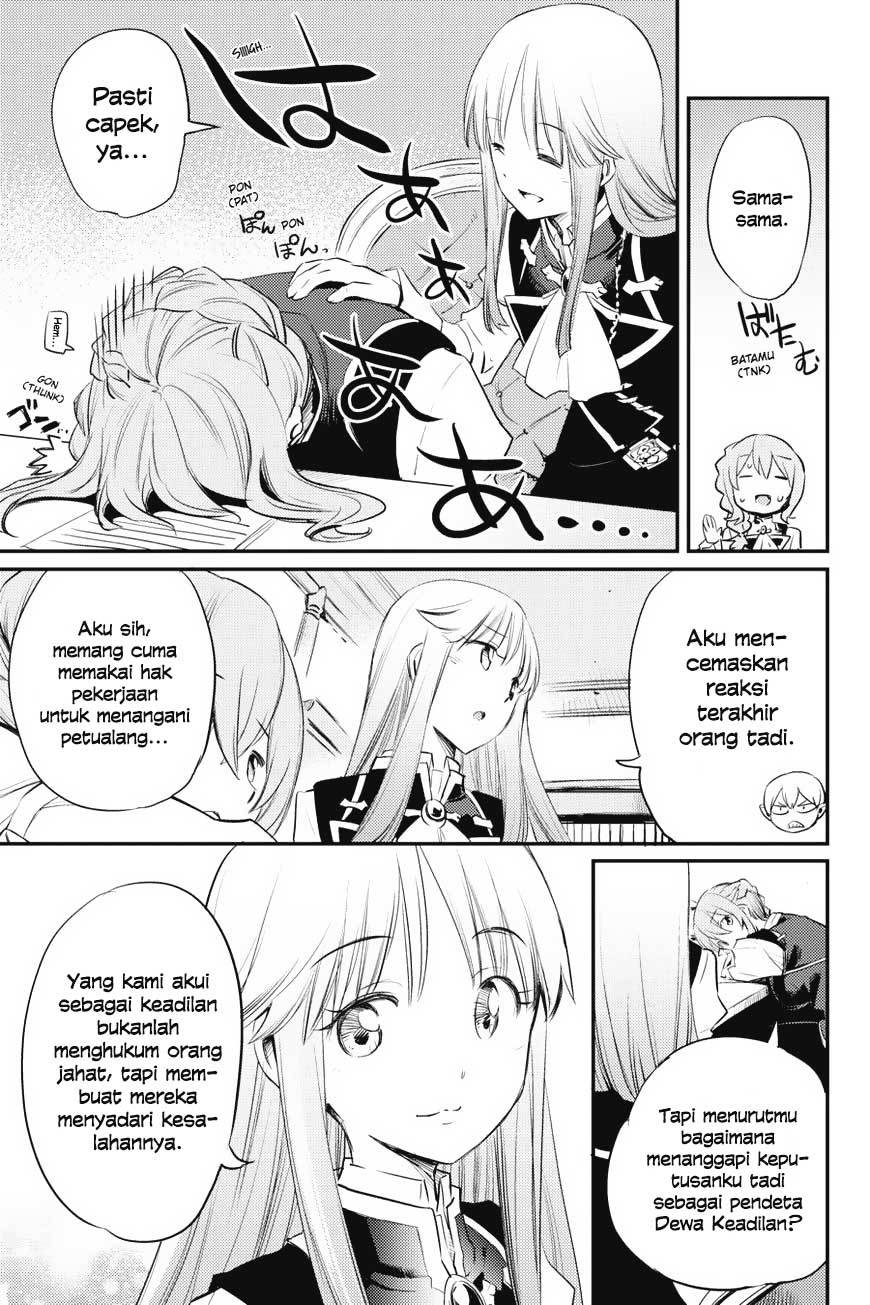 Sama-
sama.
ばたむ
BATAMU
(TNK)
SIIIIGH...
はぁぁぁぁ・・・・
Pasti
capek,
ya...
PON
(PAT)
ぽん
PON
ぽんっ
Hem...
GON
(THUNK)
ゴン
Aku men-
cemaskan
reaksi
terakhir
orang tadi.
Aku sih,
memang cuma
memakai hak
pekerjaan
untuk menangani
petualang...
Tapi menurutmu
bagaimana
menanggapi kepu-
tusanku tadi
sebagai pendeta
Dewa Keadilan?
Yang kami akui
sebagai keadilan
bukanlah
menghukum orang
jahat, tapi mem-
buat mereka
menyadari kesa-
lahannya.